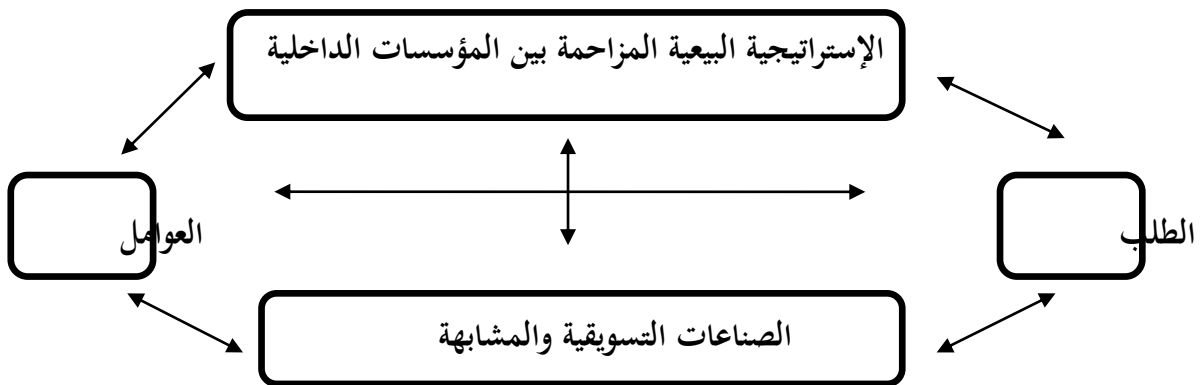 الإستراتيجية البيعية المزاحمة بين المؤسسات الداخلية
الطلب
العوامل
الصناعات التسويقية والمشابهة